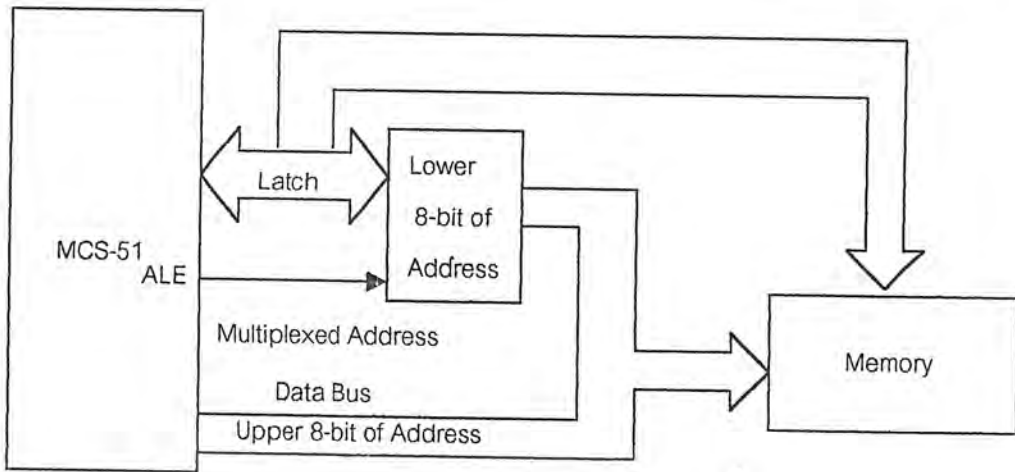 Latch
Lower
8-bit of
Address
MCS-51
ALE
Multiplexed Address
Data Bus
Upper 8-bit of Address
Memory